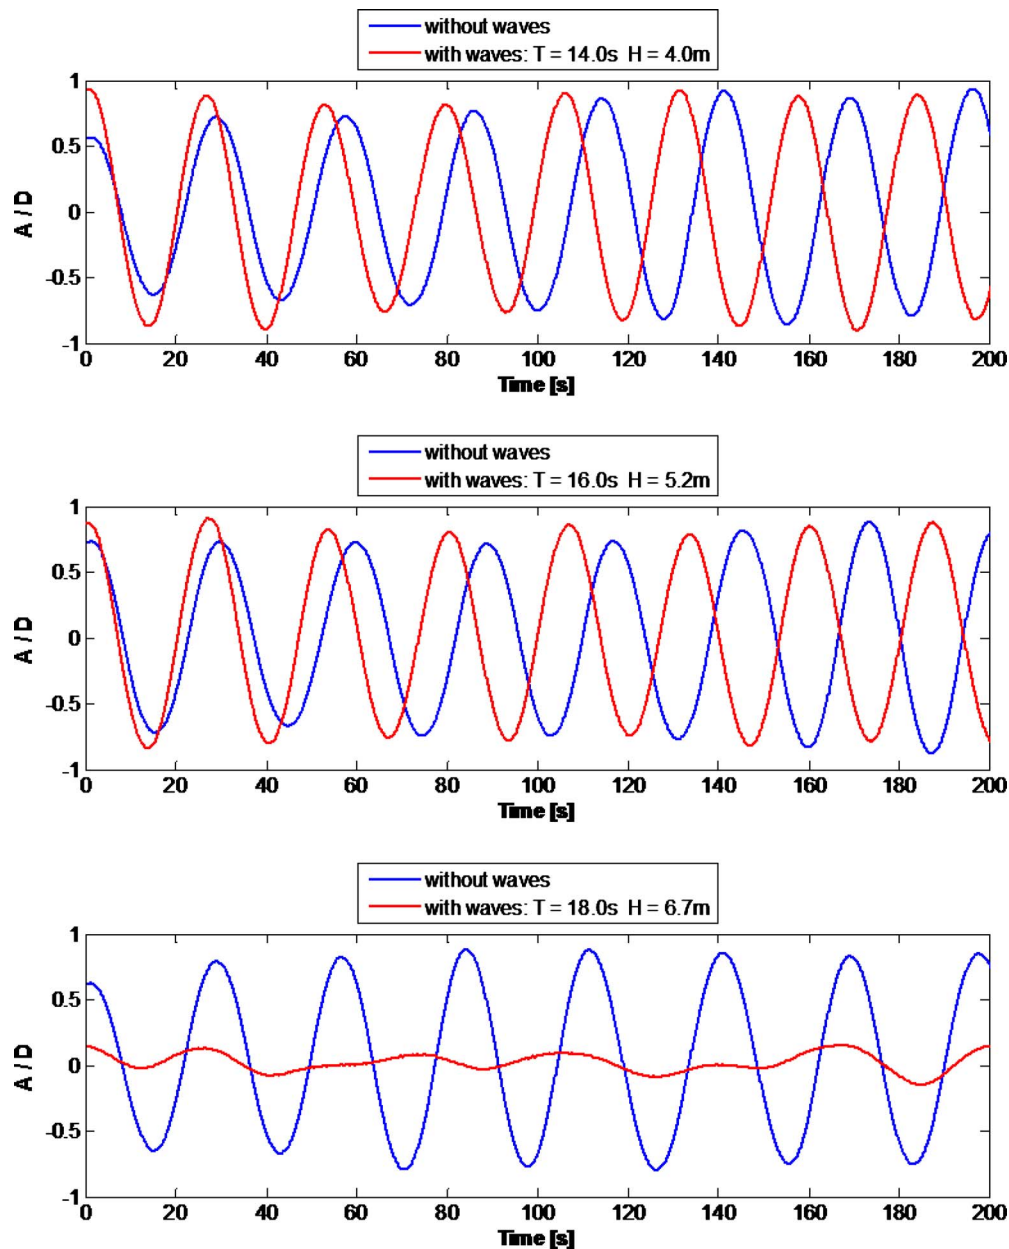 without waves
with waves: T = 14.0s  H = 4.0m
1
0.5
0
-0.5
-1
A / D
0 20 40 60 80 100 120 140 160 180 200
Time [s]
without waves
with waves: T = 16.0s  H = 5.2m
1
0.5
0
-0.5
-1
A / D
0 20 40 60 80 100 120 140 160 180 200
Time [s]
without waves
with waves: T = 18.0s  H = 6.7m
1
0.5
0
-0.5
-1
A / D
0 20 40 60 80 100 120 140 160 180 200
Time [s]